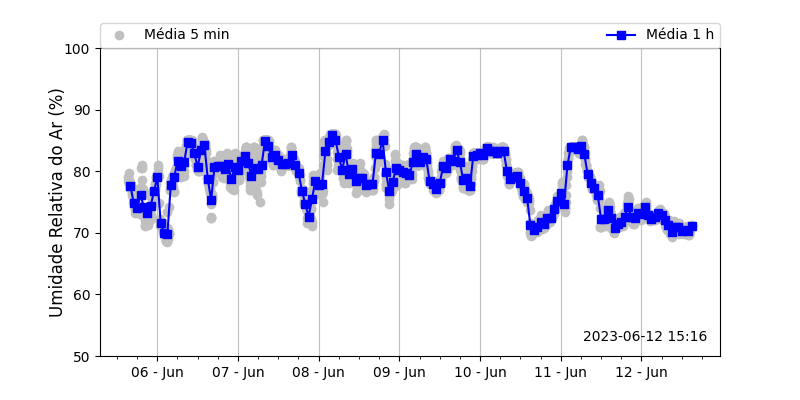 Média 5 min
Média 1 h
Umidade Relativa do Ar (%)
100
90
80
70
60
50
2023-06-12 15:16
06 - Jun
07 - Jun
08 - Jun
09 - Jun
10 - Jun
11 - Jun
12 - Jun